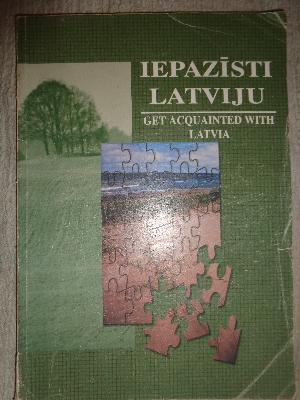 IEPAZĪSTI
LATVIJU
GET ACQUAINTED WITH
LATVIA